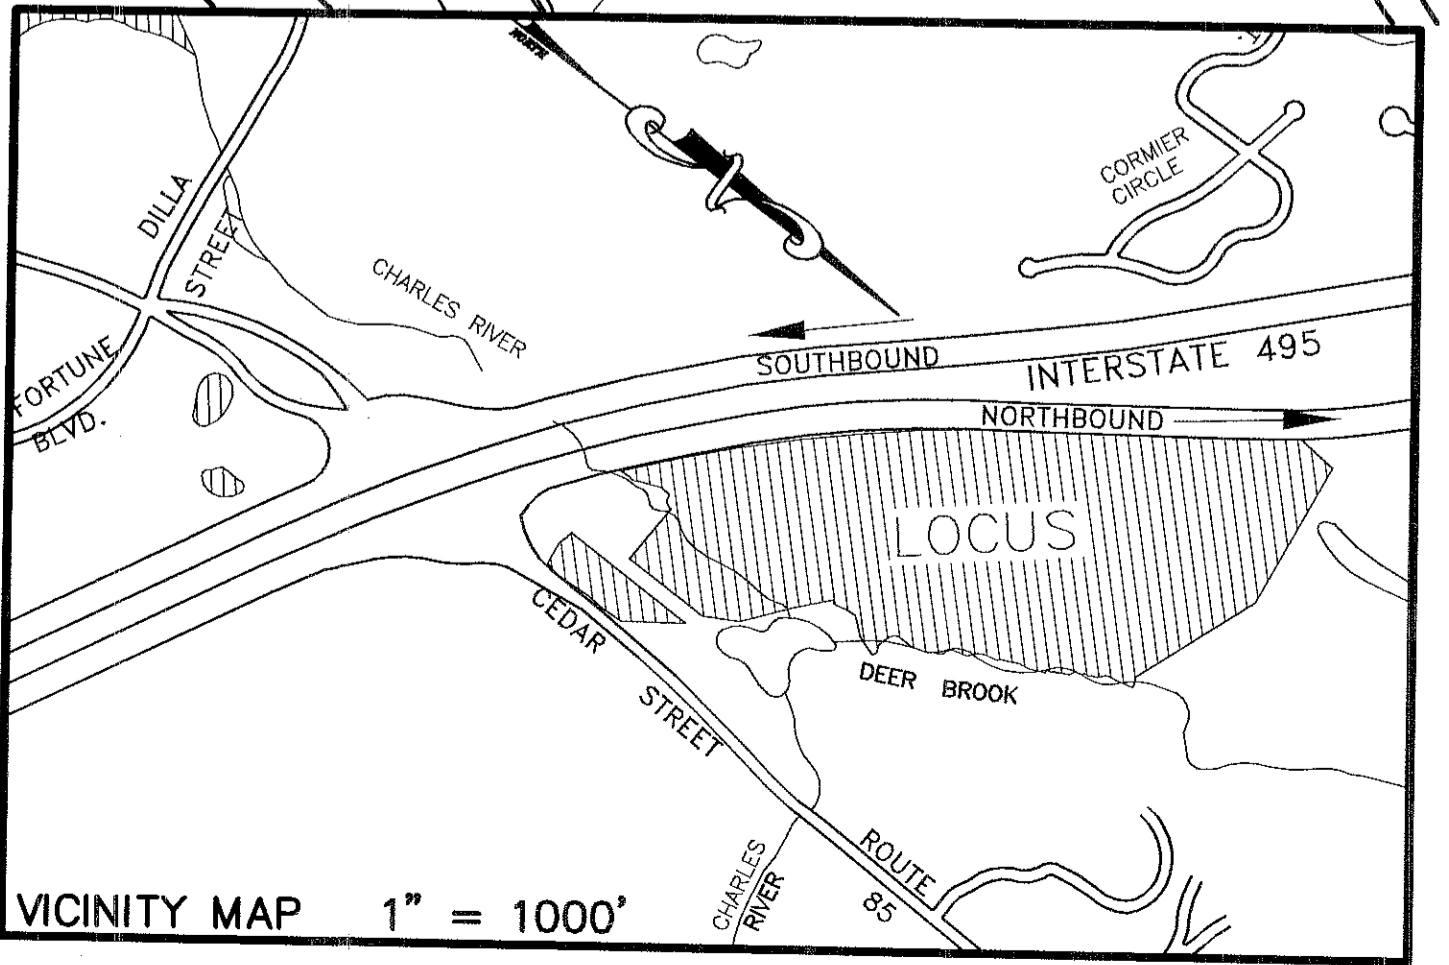 NORTH
CORMIER
CIRCLE
DILLA
STREET
CHARLES RIVER
FORTUNE
BLVD.
SOUTHBOUND
INTERSTATE 495
NORTHBOUND
LOCUS
CEDAR
STREET
DEER BROOK
ROUTE
85
CHARLES
RIVER
VICINITY MAP 1" = 1000'